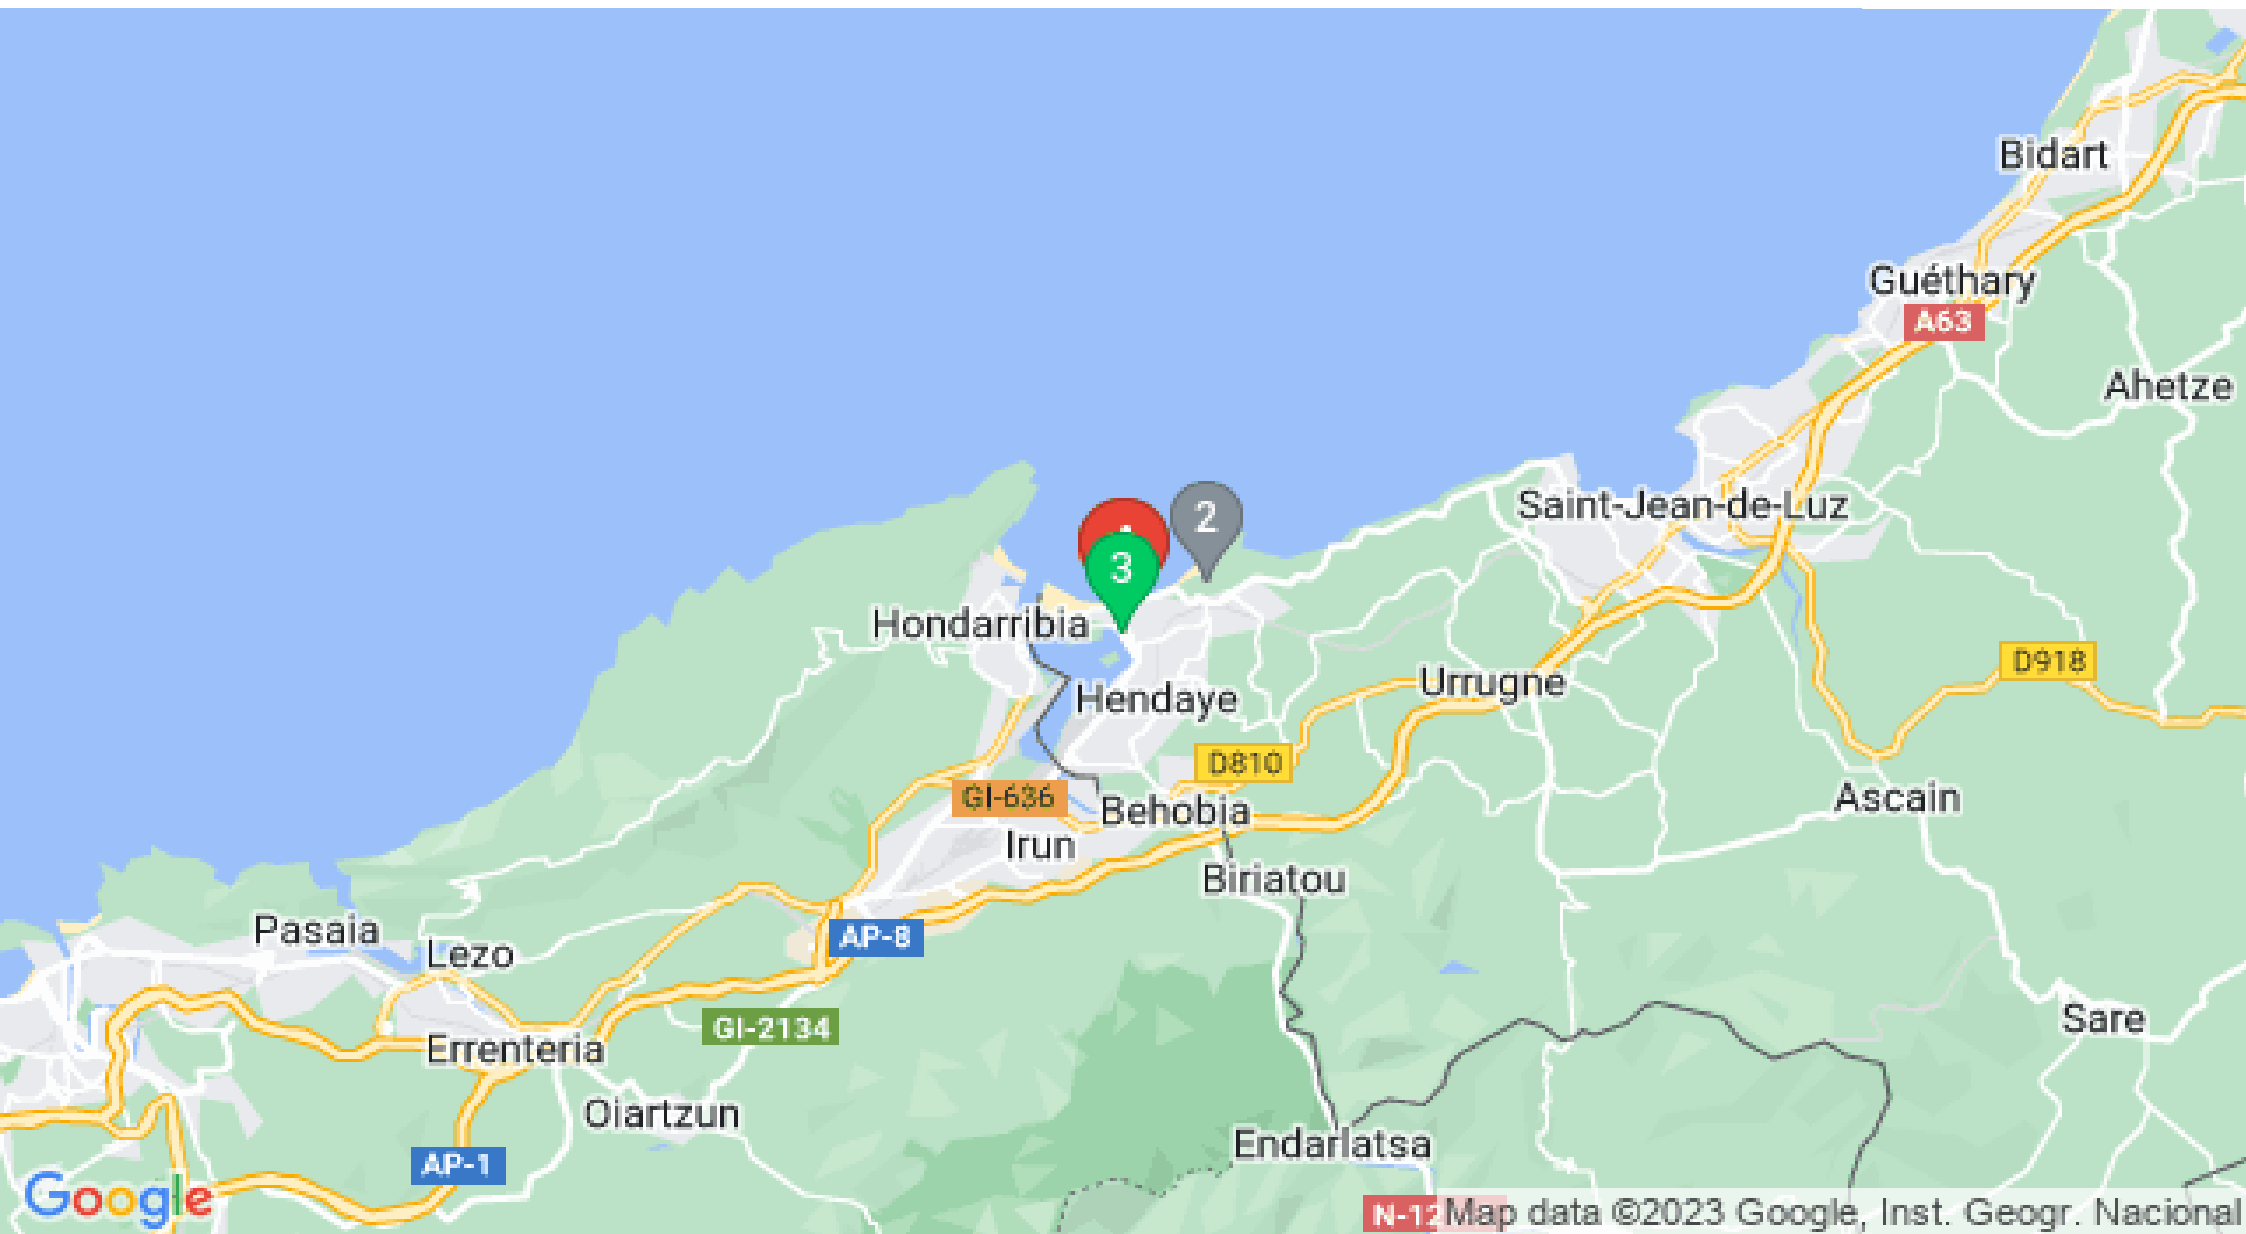 Bidart
Guéthary
A63
Ahetze
2
Saint-Jean-de-Luz
3
Hondarribia
D918
Urrugne
Hendaye
D810
GI-636
Ascain
Behobia
Irun
Biriatou
Pasaia
AP-8
Lezo
Sare
GI-2134
Errenteria
Oiartzun
Endarlatsa
AP-1
Google
Map data ©2023 Google, Inst. Geogr. Nacional